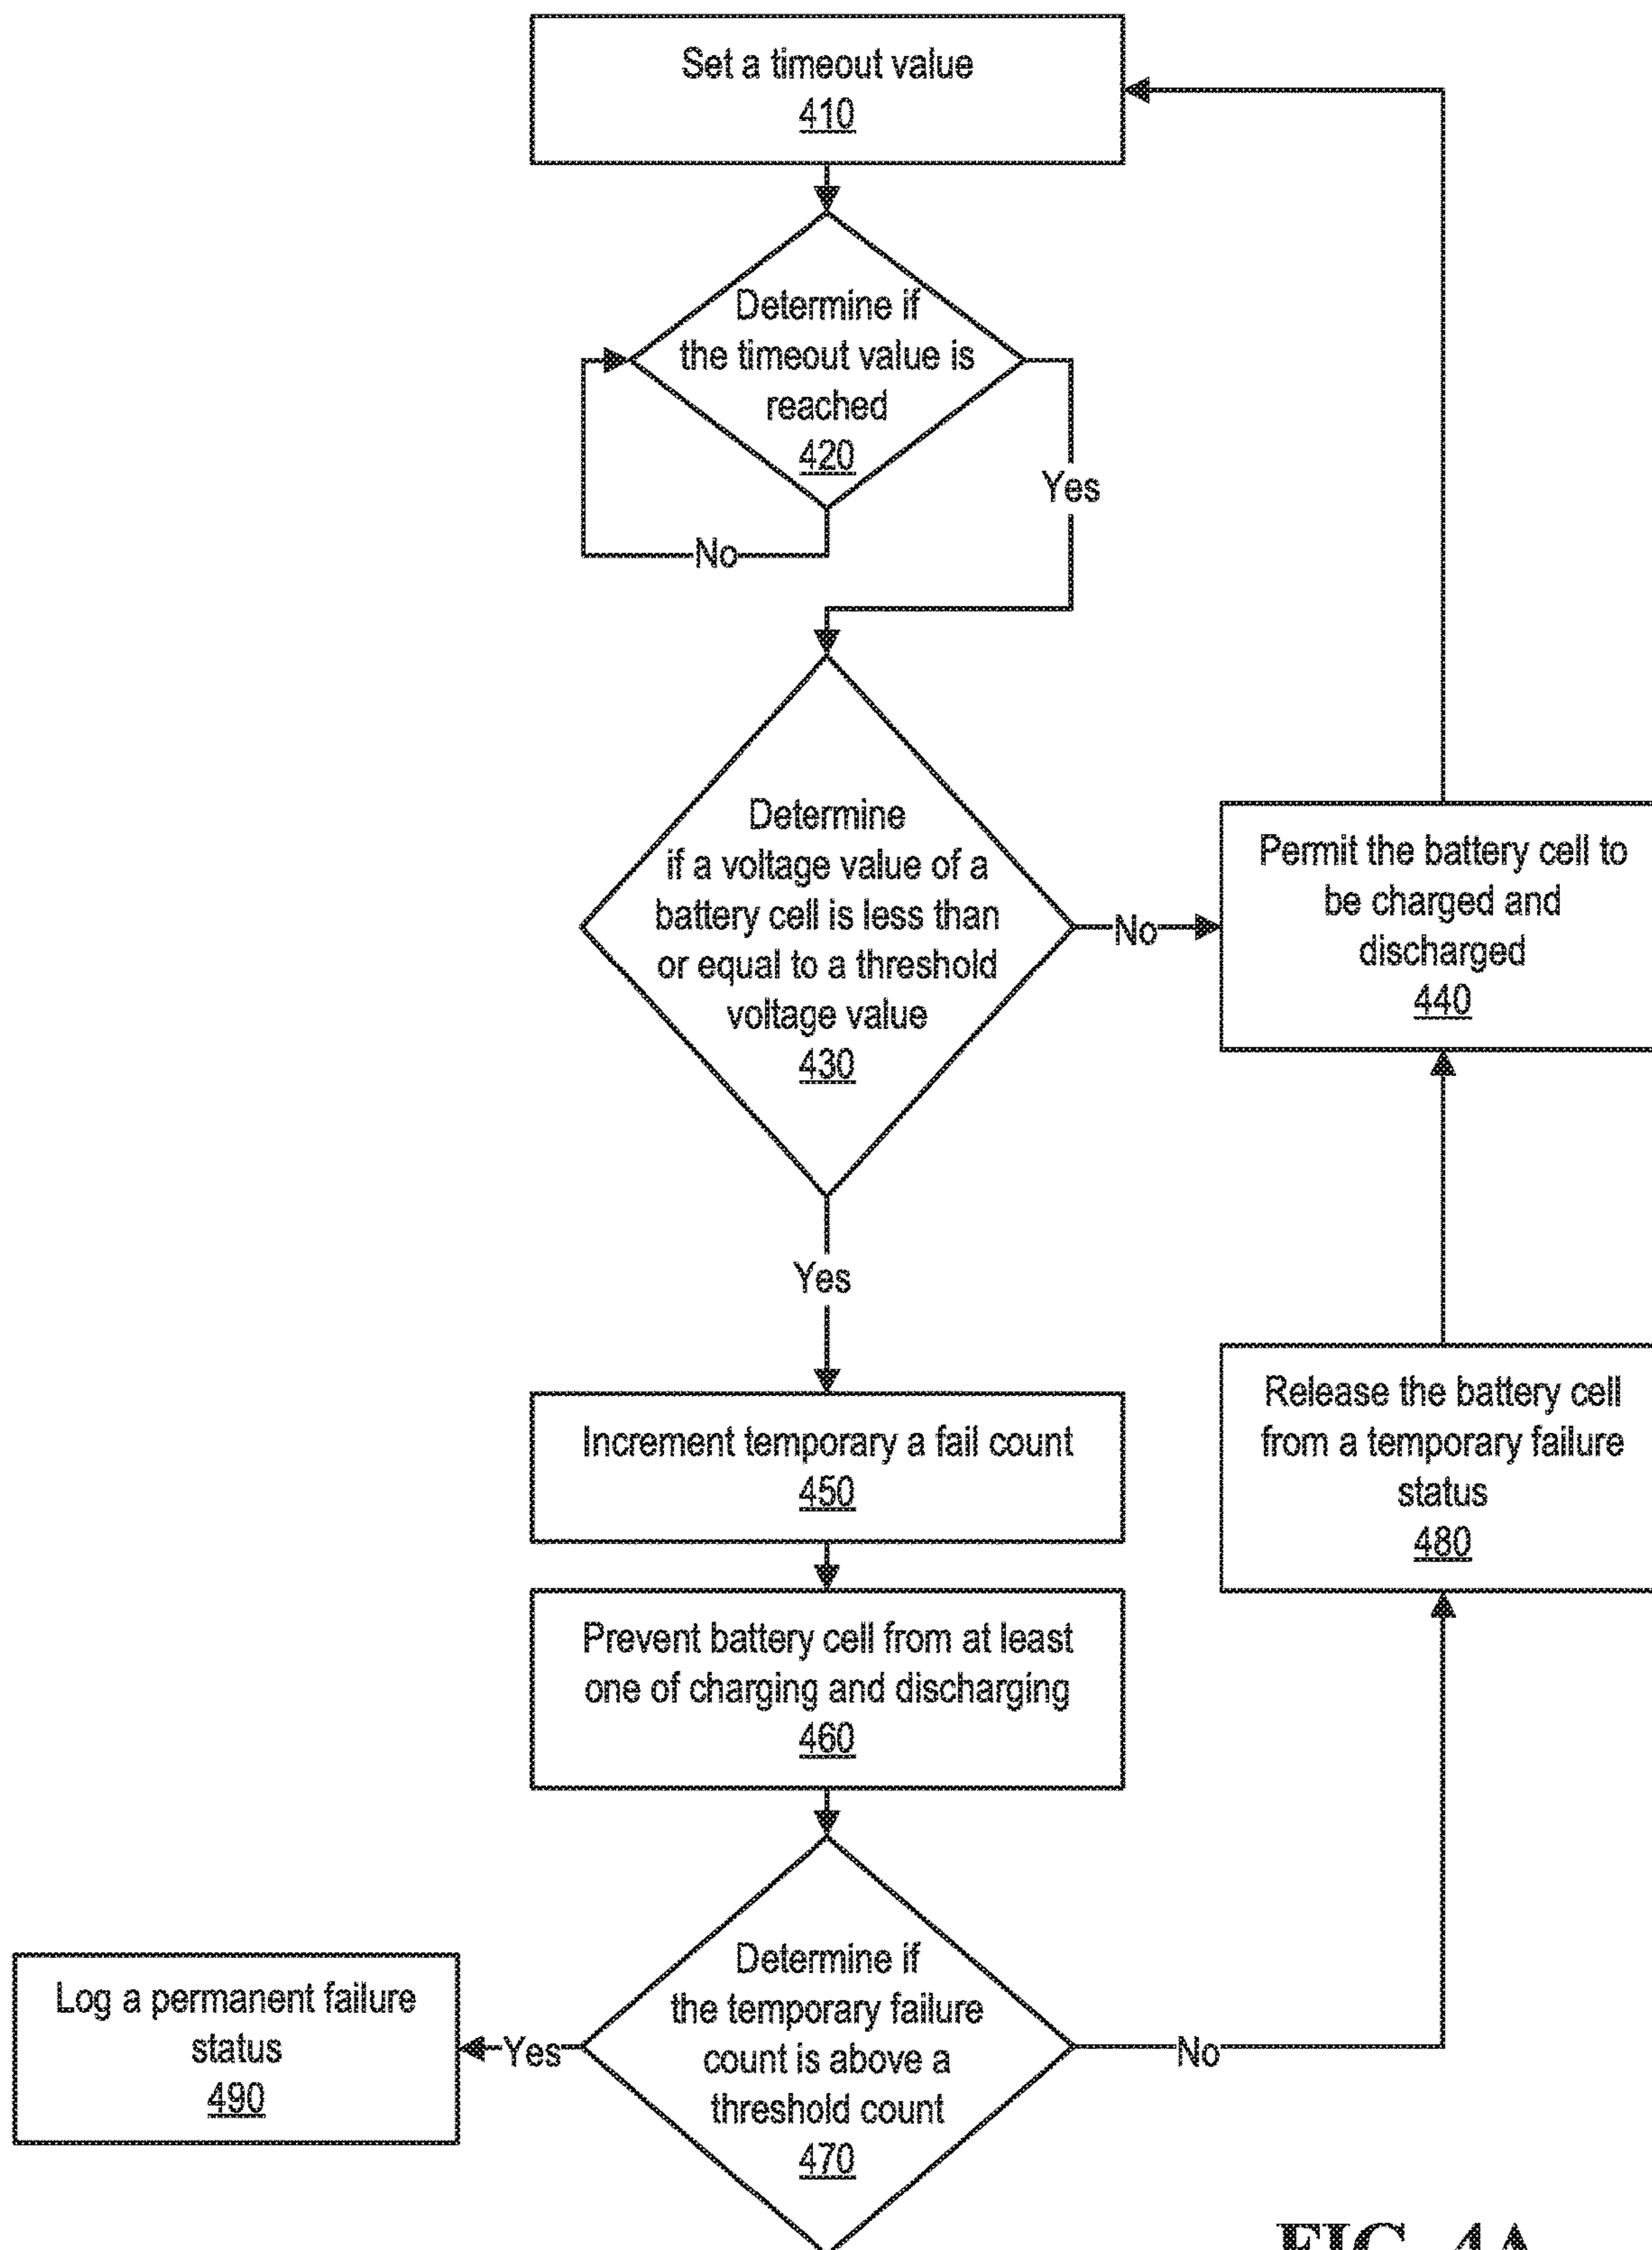 Set a timeout value
410
Determine if
the timeout value is
reached
420
Yes
No
Determine
if a voltage value of a
battery cell is less than
or equal to a threshold
voltage value
430
No
Permit the battery cell to
be charged and
discharged
440
Yes
Increment temporary a fail count
450
Release the battery cell
from a temporary failure
status
480
Prevent battery cell from at least
one of charging and discharging
460
Determine if
the temporary failure
count is above a
threshold count
470
Yes
No
Log a permanent failure
status
490
FIG. 4A